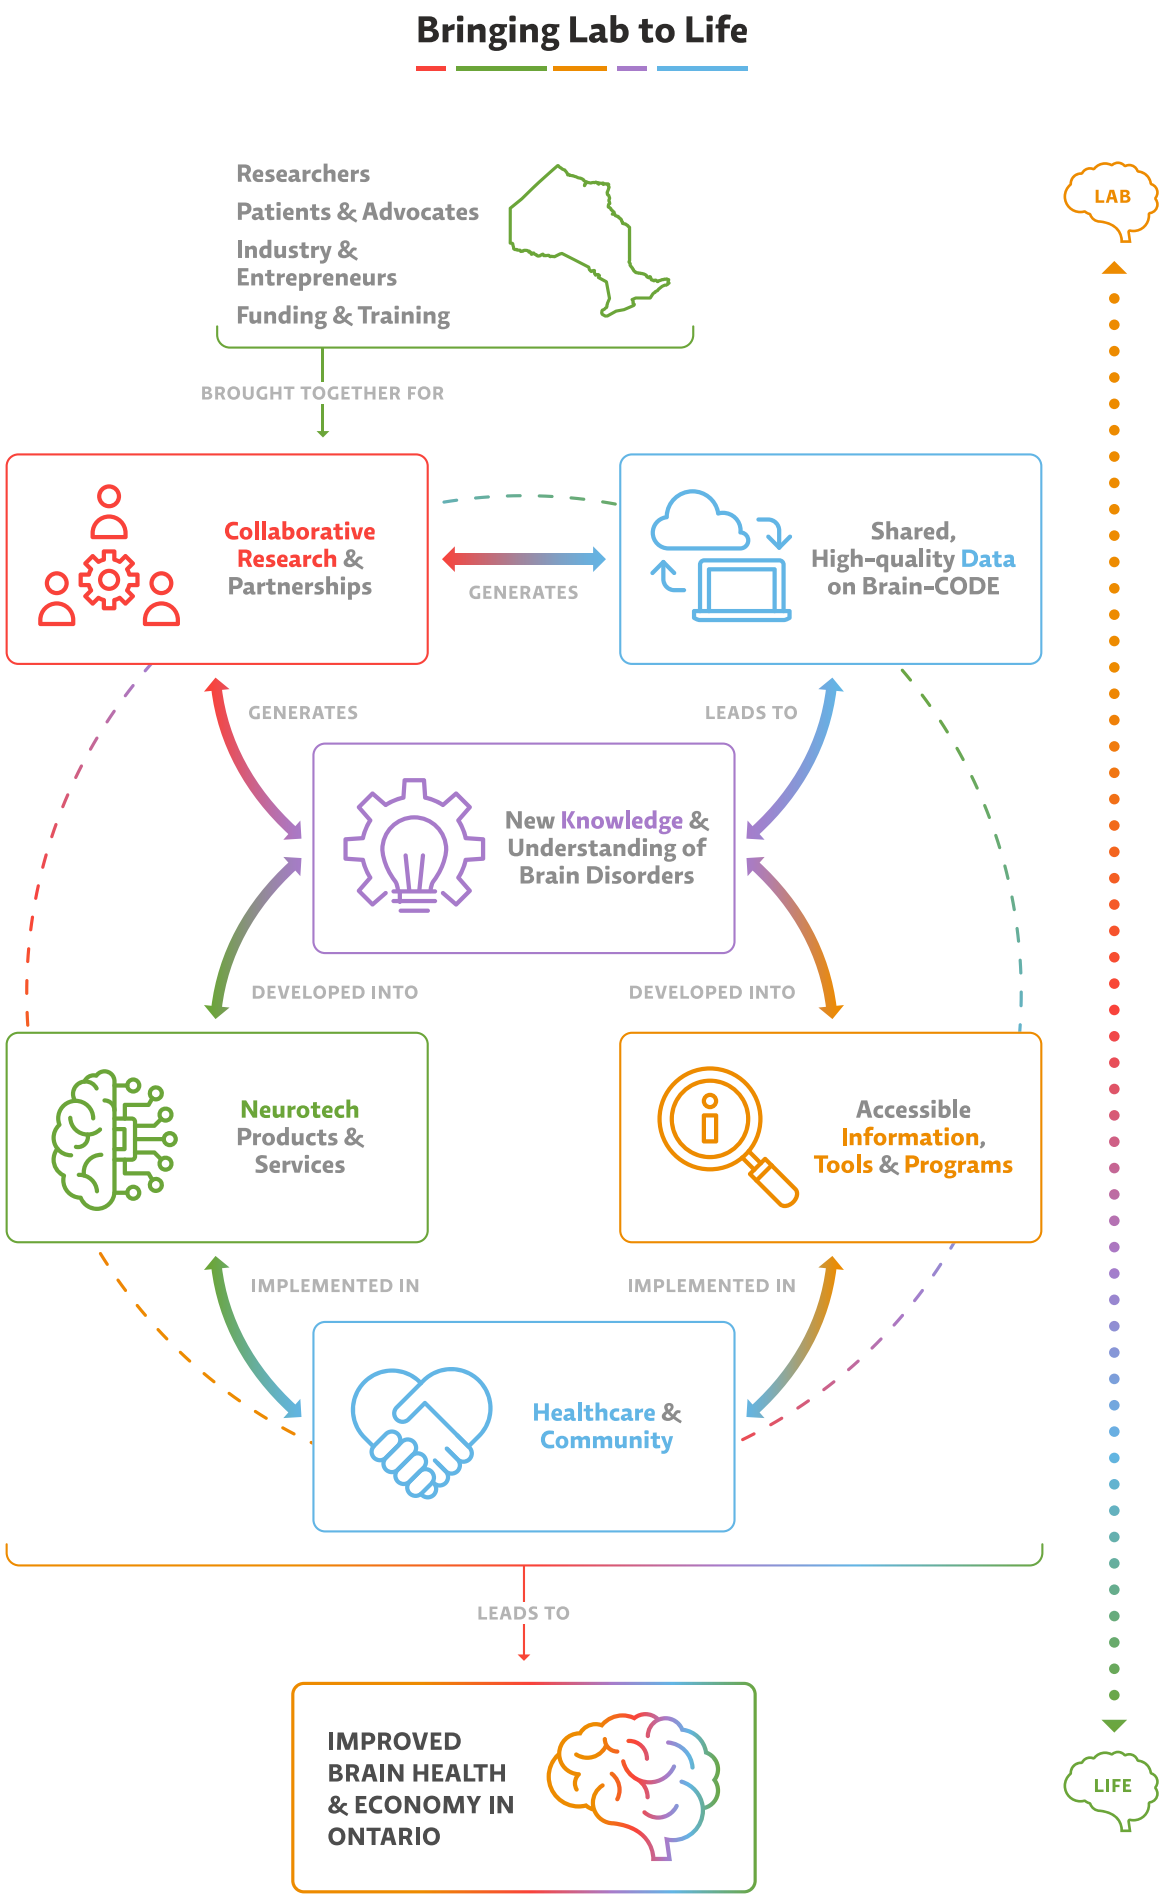 Bringing Lab to Life
Researchers
Patients & Advocates
Industry &
Entrepreneurs
Funding & Training
LAB
BROUGHT TOGETHER FOR
Collaborative
Research &
Partnerships
GENERATES
Shared,
High-quality Data
on Brain-CODE
GENERATES
LEADS TO
New Knowledge &
Understanding of
Brain Disorders
DEVELOPED INTO
DEVELOPED INTO
Neurotech
Products &
Services
Accessible
Information,
Tools & Programs
IMPLEMENTED IN
IMPLEMENTED IN
Healthcare &
Community
LEADS TO
IMPROVED
BRAIN HEALTH
& ECONOMY IN
ONTARIO
LIFE